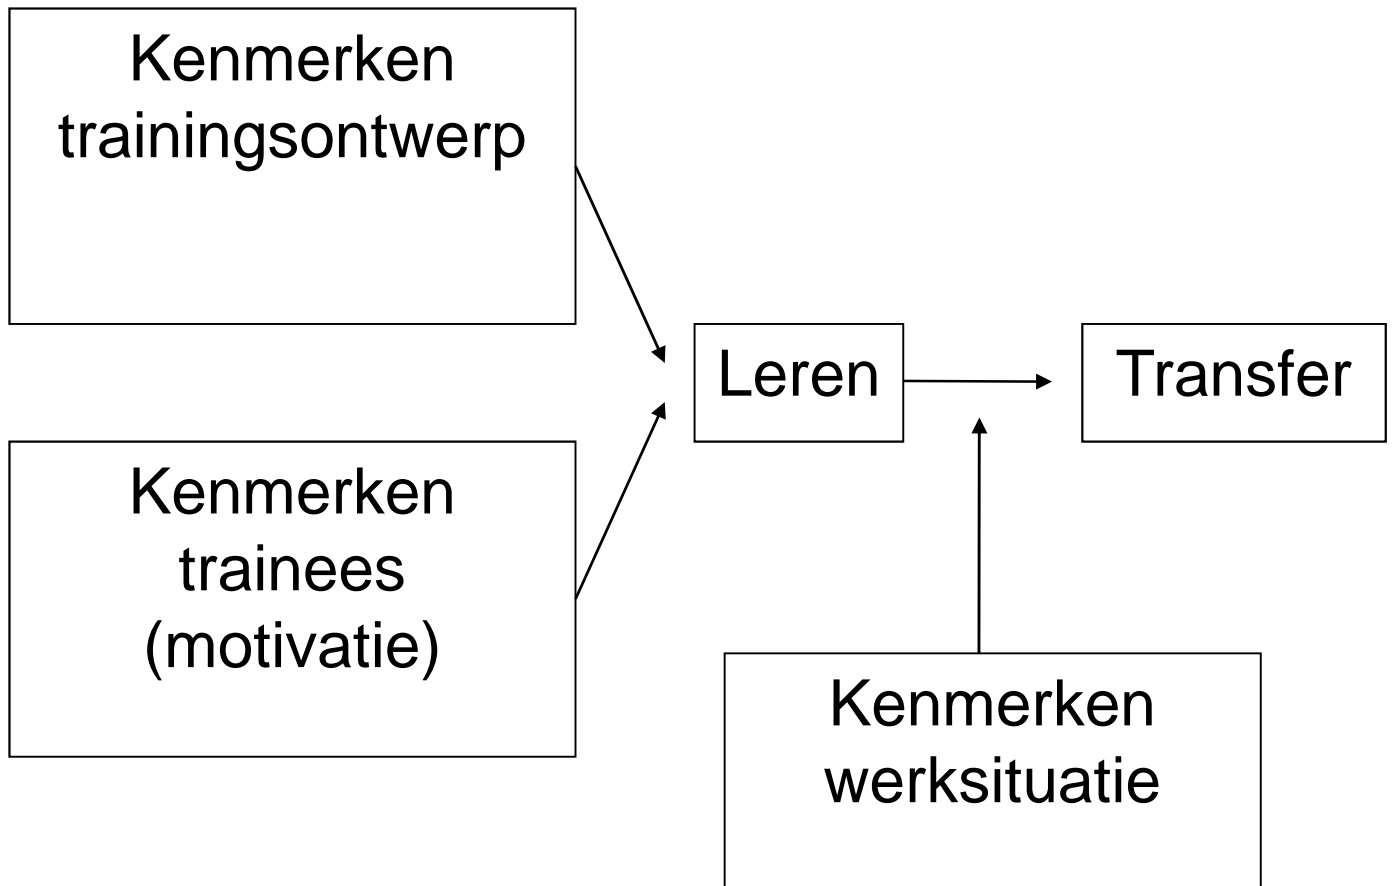 Kenmerken
trainingsontwerp
Leren
Transfer
Kenmerken
trainees
(motivatie)
Kenmerken
werksituatie